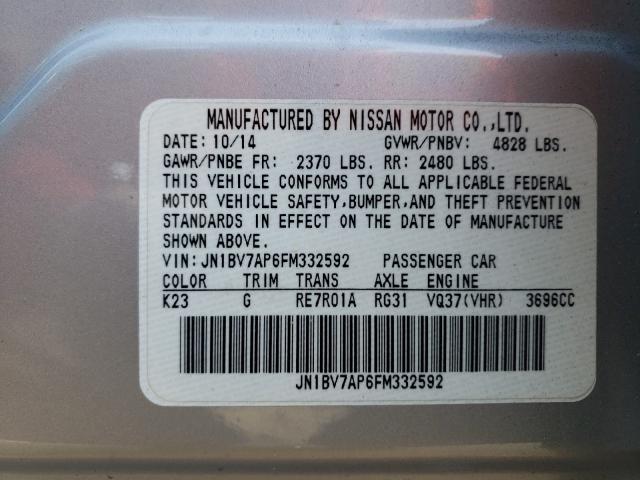 MANUFACTURED BY NISSAN MOTOR CO.,LTD.
DATE: 10/14 GVWR/PNBV: 4828 LBS.
GAWR/PNBE FR: 2370 LBS. RR: 2480 LBS.
THIS VEHICLE CONFORMS TO ALL APPLICABLE FEDERAL
MOTOR VEHICLE SAFETY,BUMPER,AND THEFT PREVENTION
STANDARDS IN EFFECT ON THE DATE OF MANUFACTURE
SHOWN ABOVE.
VIN: JN1BV7AP6FM332592 PASSENGER CAR
COLOR TRIM TRANS AXLE ENGINE
K23 G RE7R01A RG31 VQ37(VHR) 3696CC
JN1BV7AP6FM332592